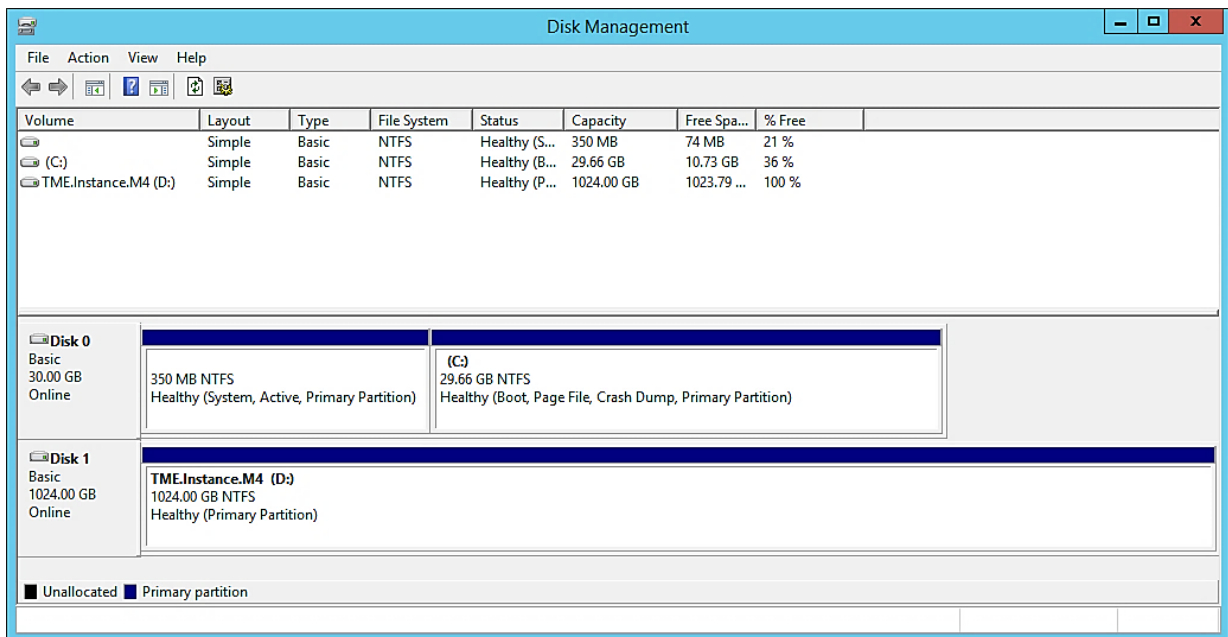 Disk Management
File Action View Help
Volume Layout Type File System Status Capacity Free Spa... % Free
Simple Basic NTFS Healthy (S... 350 MB 74 MB 21 %
(C:) Simple Basic NTFS Healthy (B... 29.66 GB 10.73 GB 36 %
TME.Instance.M4 (D:) Simple Basic NTFS Healthy (P... 1024.00 GB 1023.79 ... 100 %
Disk 0
Basic
30.00 GB
Online
350 MB NTFS
Healthy (System, Active, Primary Partition)
(C:)
29.66 GB NTFS
Healthy (Boot, Page File, Crash Dump, Primary Partition)
Disk 1
Basic
1024.00 GB
Online
TME.Instance.M4 (D:)
1024.00 GB NTFS
Healthy (Primary Partition)
Unallocated Primary partition